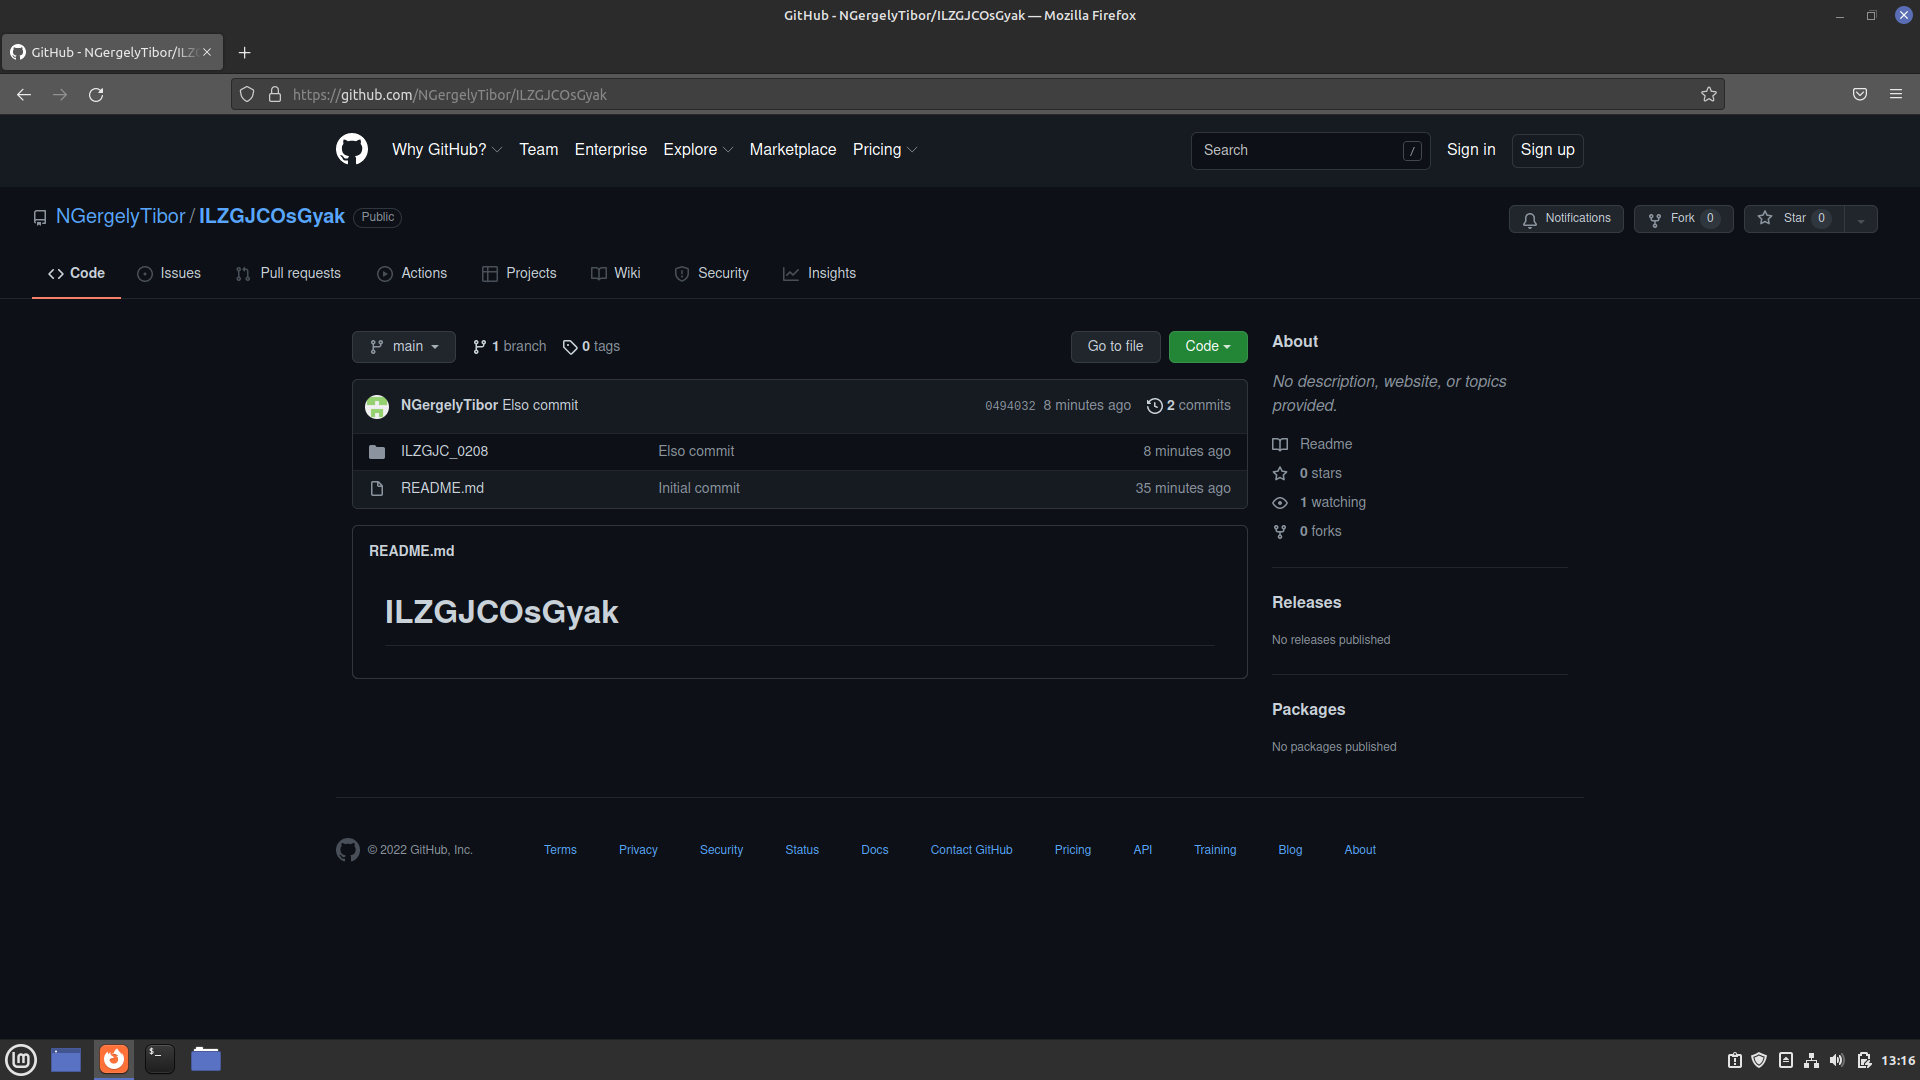 GitHub - NGergelyTibor/ILZGJCOsGyak — Mozilla Firefox
GitHub - NGergelyTibor/ILZ
https://github.com/NGergelyTibor/ILZGJCOsGyak
Why GitHub? Team Enterprise Explore Marketplace Pricing Search / Sign in Sign up
NGergelyTibor / ILZGJCOsGyak Public Notifications Fork 0 Star 0
Code Issues Pull requests Actions Projects Wiki Security Insights
main 1 branch 0 tags Go to file Code
NGergelyTibor Elso commit 0494032 8 minutes ago 2 commits
ILZGJC_0208 Elso commit 8 minutes ago
README.md Initial commit 35 minutes ago
README.md
ILZGJCOsGyak
About
No description, website, or topics
provided.
Readme
0 stars
1 watching
0 forks
Releases
No releases published
Packages
No packages published
© 2022 GitHub, Inc. Terms Privacy Security Status Docs Contact GitHub Pricing API Training Blog About
$_
13:16